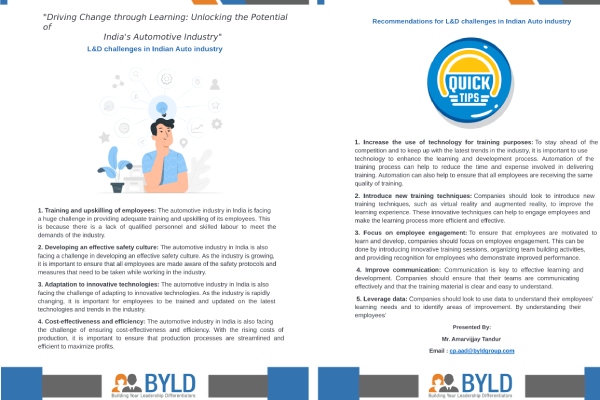 "Driving Change through Learning: Unlocking the Potential
of
India's Automotive Industry"
L&D challenges in Indian Auto industry
1. Training and upskilling of employees: The automotive industry in India is facing
a huge challenge in providing adequate training and upskilling of its employees. This
is because there is a lack of qualified personnel and skilled labour to meet the
demands of the industry.
2. Developing an effective safety culture: The automotive industry in India is also
facing a challenge in developing an effective safety culture. As the industry is growing,
it is important to ensure that all employees are made aware of the safety protocols and
measures that need to be taken while working in the industry.
3. Adaptation to innovative technologies: The automotive industry in India is also
facing the challenge of adapting to innovative technologies. As the industry is rapidly
changing, it is important for employees to be trained and updated on the latest
technologies and trends in the industry.
4. Cost-effectiveness and efficiency: The automotive industry in India is also facing
the challenge of ensuring cost-effectiveness and efficiency. With the rising costs of
production, it is important to ensure that production processes are streamlined and
efficient to maximize profits.
BYLD
Building Your Leadership Differentiators
Recommendations for L&D challenges in Indian Auto industry
QUICK
TIPS
1. Increase the use of technology for training purposes: To stay ahead of the
competition and to keep up with the latest trends in the industry, it is important to use
technology to enhance the learning and development process. Automation of the
training process can help to reduce the time and expense involved in delivering
training. Automation can also help to ensure that all employees are receiving the same
quality of training.
2. Introduce new training techniques: Companies should look to introduce new
training techniques, such as virtual reality and augmented reality, to improve the
learning experience. These innovative techniques can help to engage employees and
make the learning process more efficient and effective.
3. Focus on employee engagement: To ensure that employees are motivated to
learn and develop, companies should focus on employee engagement. This can be
done by introducing innovative training sessions, organizing team building activities,
and providing recognition for employees who demonstrate improved performance.
4. Improve communication: Communication is key to effective learning and
development. Companies should ensure that their teams are communicating
effectively and that the training material is clear and easy to understand.
5. Leverage data: Companies should look to use data to understand their employees'
learning needs and to identify areas of improvement. By understanding their
employees'
Presented By:
Mr. Amarvijjay Tandur
Email : cp.aad@byldgroup.com
BYLD
Building Your Leadership Differentiators